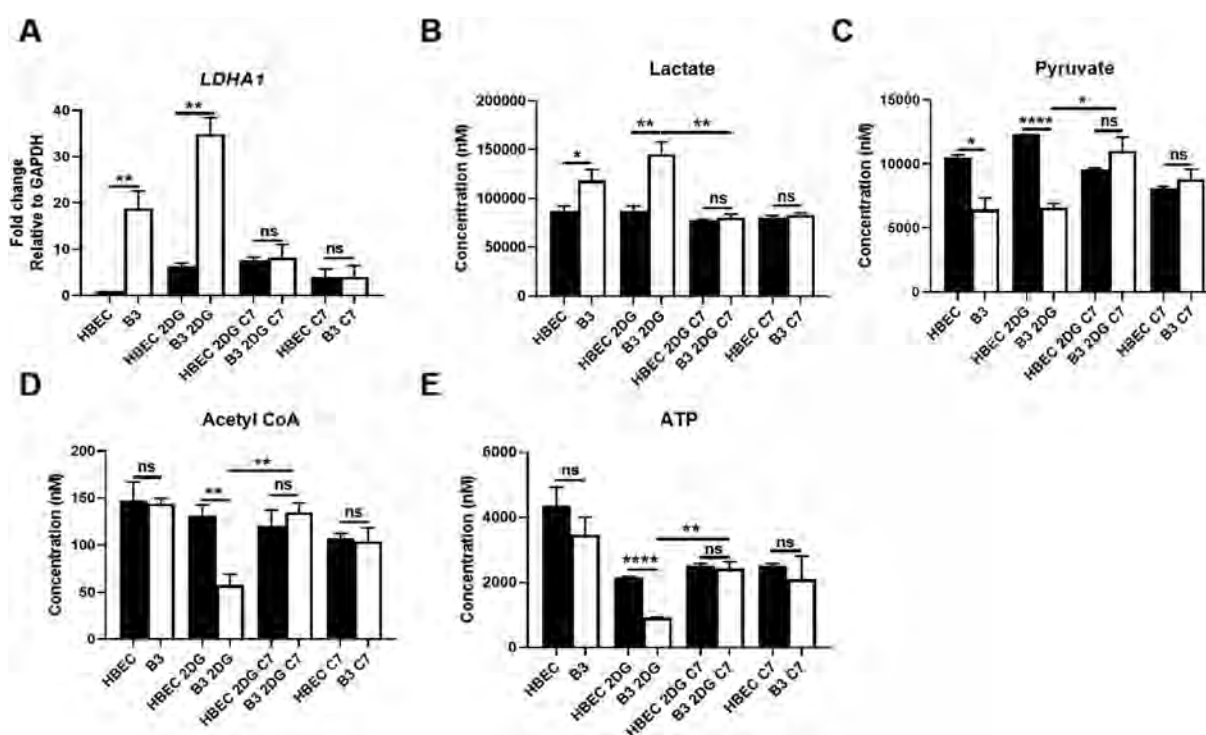 A
LDHA1
Fold change
Relative to GAPDH
40
30
20
10
0
**
**
ns
ns
HBEC
B3
HBEC 2DG
B3 2DG
HBEC 2DG C7
B3 2DG C7
HBEC C7
B3 C7
B
Lactate
Concentration (nM)
200000
150000
100000
50000
0
*
**
**
ns
ns
HBEC
B3
HBEC 2DG
B3 2DG
HBEC 2DG C7
B3 2DG C7
HBEC C7
B3 C7
C
Pyruvate
Concentration (nM)
15000
10000
5000
0
*
****
*
ns
ns
HBEC
B3
HBEC 2DG
B3 2DG
HBEC 2DG C7
B3 2DG C7
HBEC C7
B3 C7
D
Acetyl CoA
Concentration (nM)
200
150
100
50
0
ns
**
**
ns
ns
HBEC
B3
HBEC 2DG
B3 2DG
HBEC 2DG C7
B3 2DG C7
HBEC C7
B3 C7
E
ATP
Concentration (nM)
6000
4000
2000
0
ns
****
**
ns
ns
HBEC
B3
HBEC 2DG
B3 2DG
HBEC 2DG C7
B3 2DG C7
HBEC C7
B3 C7